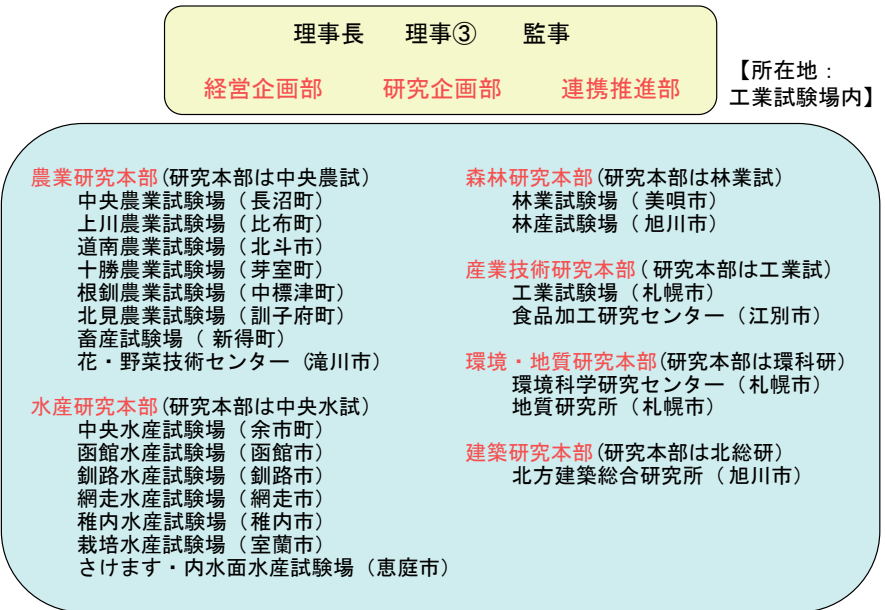 理事長 理事③ 監事
経営企画部 研究企画部 連携推進部
【所在地：
工業試験場内】
農業研究本部(研究本部は中央農試)
中央農業試験場（長沼町）
上川農業試験場（比布町）
道南農業試験場（北斗市）
十勝農業試験場（芽室町）
根釧農業試験場（中標津町）
北見農業試験場（訓子府町）
畜産試験場（ 新得町）
花・野菜技術センター（滝川市）
水産研究本部(研究本部は中央水試)
中央水産試験場（余市町）
函館水産試験場（函館市）
釧路水産試験場（釧路市）
網走水産試験場（網走市）
稚内水産試験場（稚内市）
栽培水産試験場（室蘭市）
さけます・内水面水産試験場（恵庭市）
森林研究本部(研究本部は林業試)
林業試験場（ 美唄市）
林産試験場（ 旭川市）
産業技術研究本部( 研究本部は工業試)
工業試験場（札幌市）
食品加工研究センター（江別市）
環境・地質研究本部(研究本部は環科研)
環境科学研究センター（札幌市）
地質研究所（札幌市）
建築研究本部(研究本部は北総研)
北方建築総合研究所（ 旭川市）